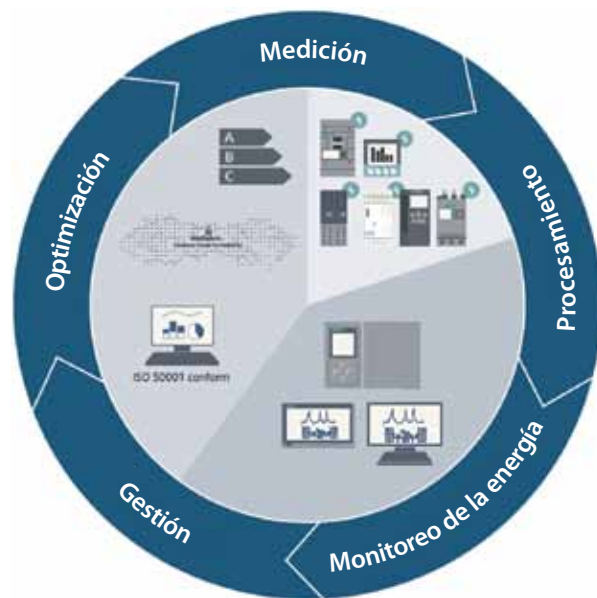 Medición
Procesamiento
Monitoreo de la energía
Gestión
Optimización
A
B
C
ISO 50001 conform